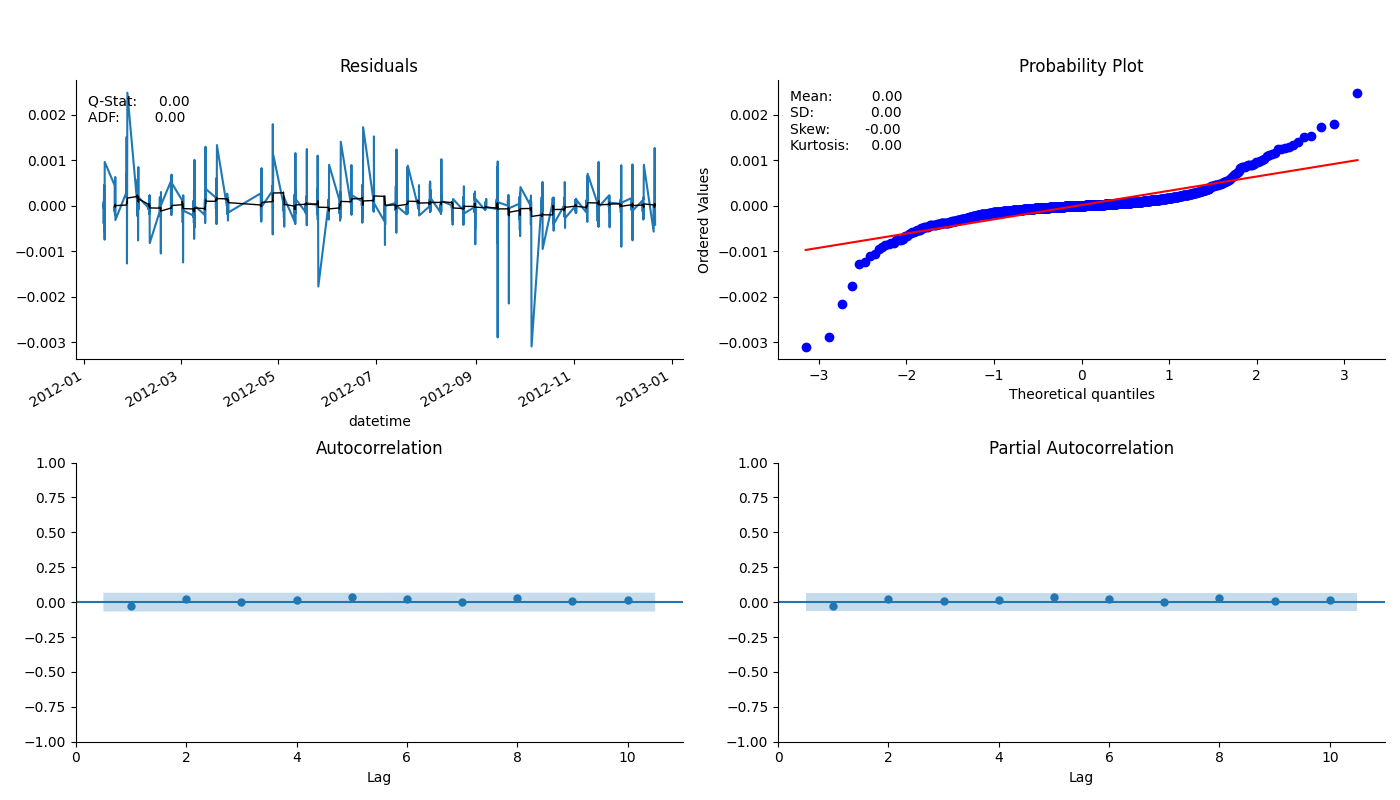 Residuals
Q-Stat: 0.00
ADF: 0.00
0.002
0.001
0.000
−0.001
−0.002
−0.003
2012-01 2012-03 2012-05 2012-07 2012-09 2012-11 2013-01
datetime
Probability Plot
Mean: 0.00
SD: 0.00
Skew: -0.00
Kurtosis: 0.00
Ordered Values
0.002
0.001
0.000
−0.001
−0.002
−0.003
−3 −2 −1 0 1 2 3
Theoretical quantiles
Autocorrelation
1.00
0.75
0.50
0.25
0.00
−0.25
−0.50
−0.75
−1.00
0 2 4 6 8 10
Lag
Partial Autocorrelation
1.00
0.75
0.50
0.25
0.00
−0.25
−0.50
−0.75
−1.00
0 2 4 6 8 10
Lag